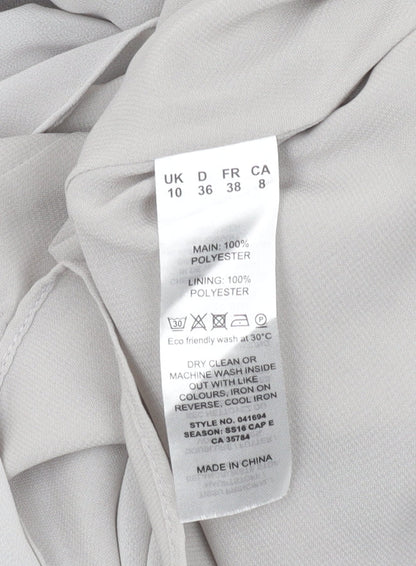 UK D FR CA
10 36 38 8
MAIN: 100%
POLYESTER
LINING: 100%
POLYESTER
30 P
Eco friendly wash at 30°C
DRY CLEAN OR
MACHINE WASH INSIDE
OUT WITH LIKE
COLOURS, IRON ON
REVERSE, COOL IRON
STYLE NO. 041694
SEASON: SS16 CAP E
CA 35784
MADE IN CHINA